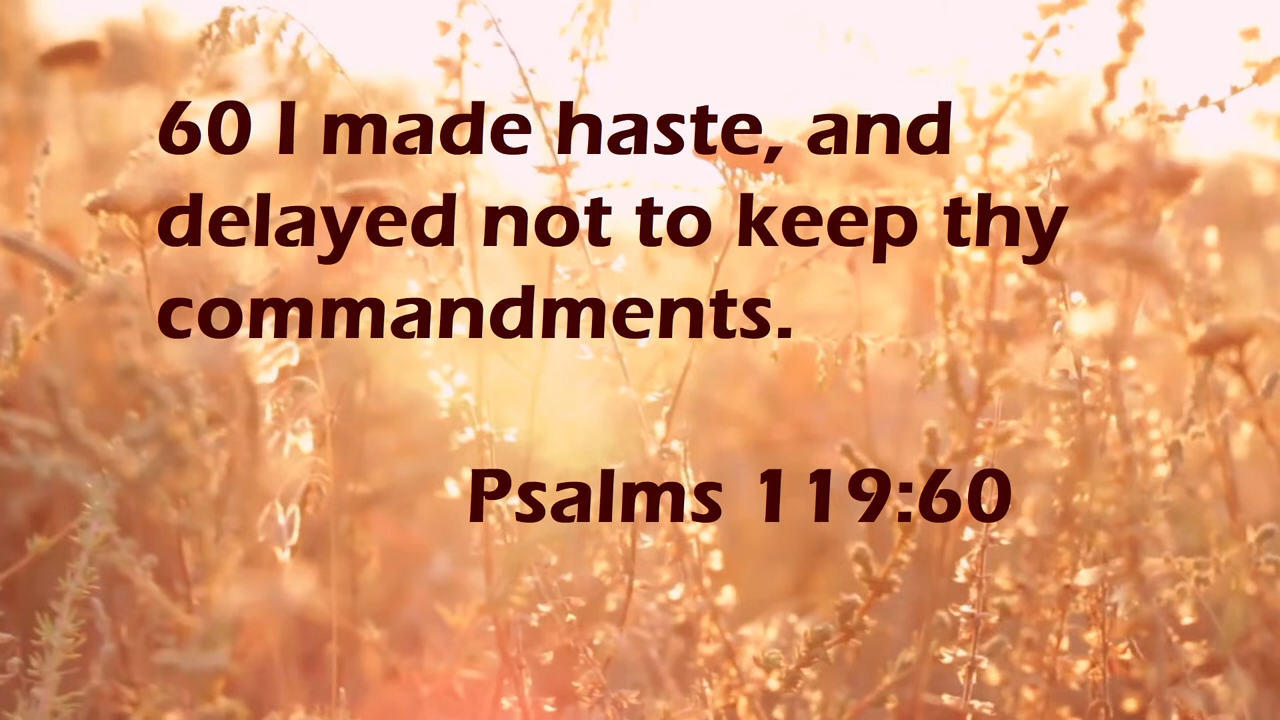 60 I made haste, and
delayed not to keep thy
commandments.
Psalms 119:60